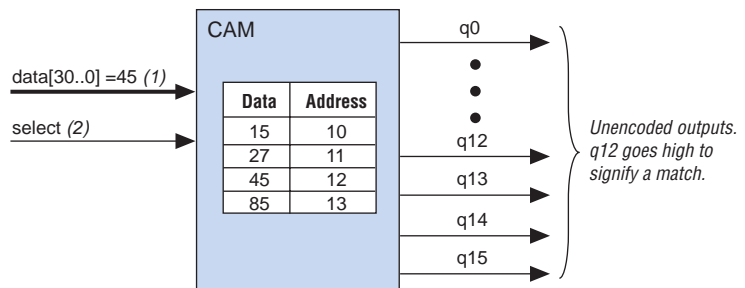 CAM
q0
data[30..0] =45 (1)
select (2)
Data Address
15 10
27 11
45 12
85 13
q12
q13
q14
q15
Unencoded outputs.
q12 goes high to
signify a match.